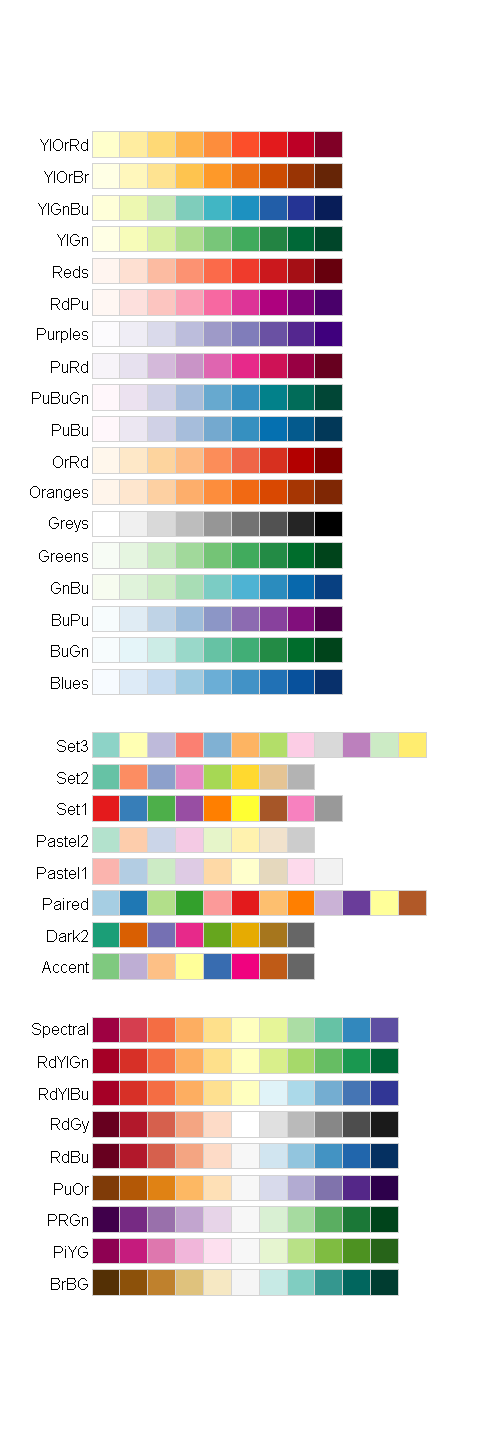 YlOrRd
YlOrBr
YlGnBu
YlGn
Reds
RdPu
Purples
PuRd
PuBuGn
PuBu
OrRd
Oranges
Greys
Greens
GnBu
BuPu
BuGn
Blues
Set3
Set2
Set1
Pastel2
Pastel1
Paired
Dark2
Accent
Spectral
RdYlGn
RdYlBu
RdGy
RdBu
PuOr
PRGn
PiYG
BrBG